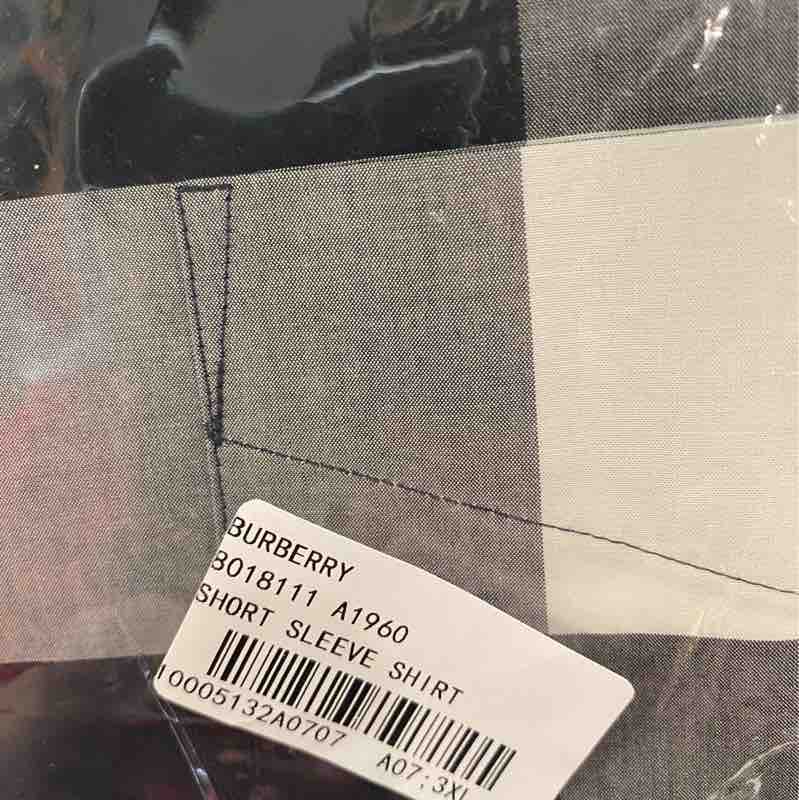 BURBERRY
8018111 A1960
SHORT SLEEVE SHIRT
10005132A0707 A07;3XL